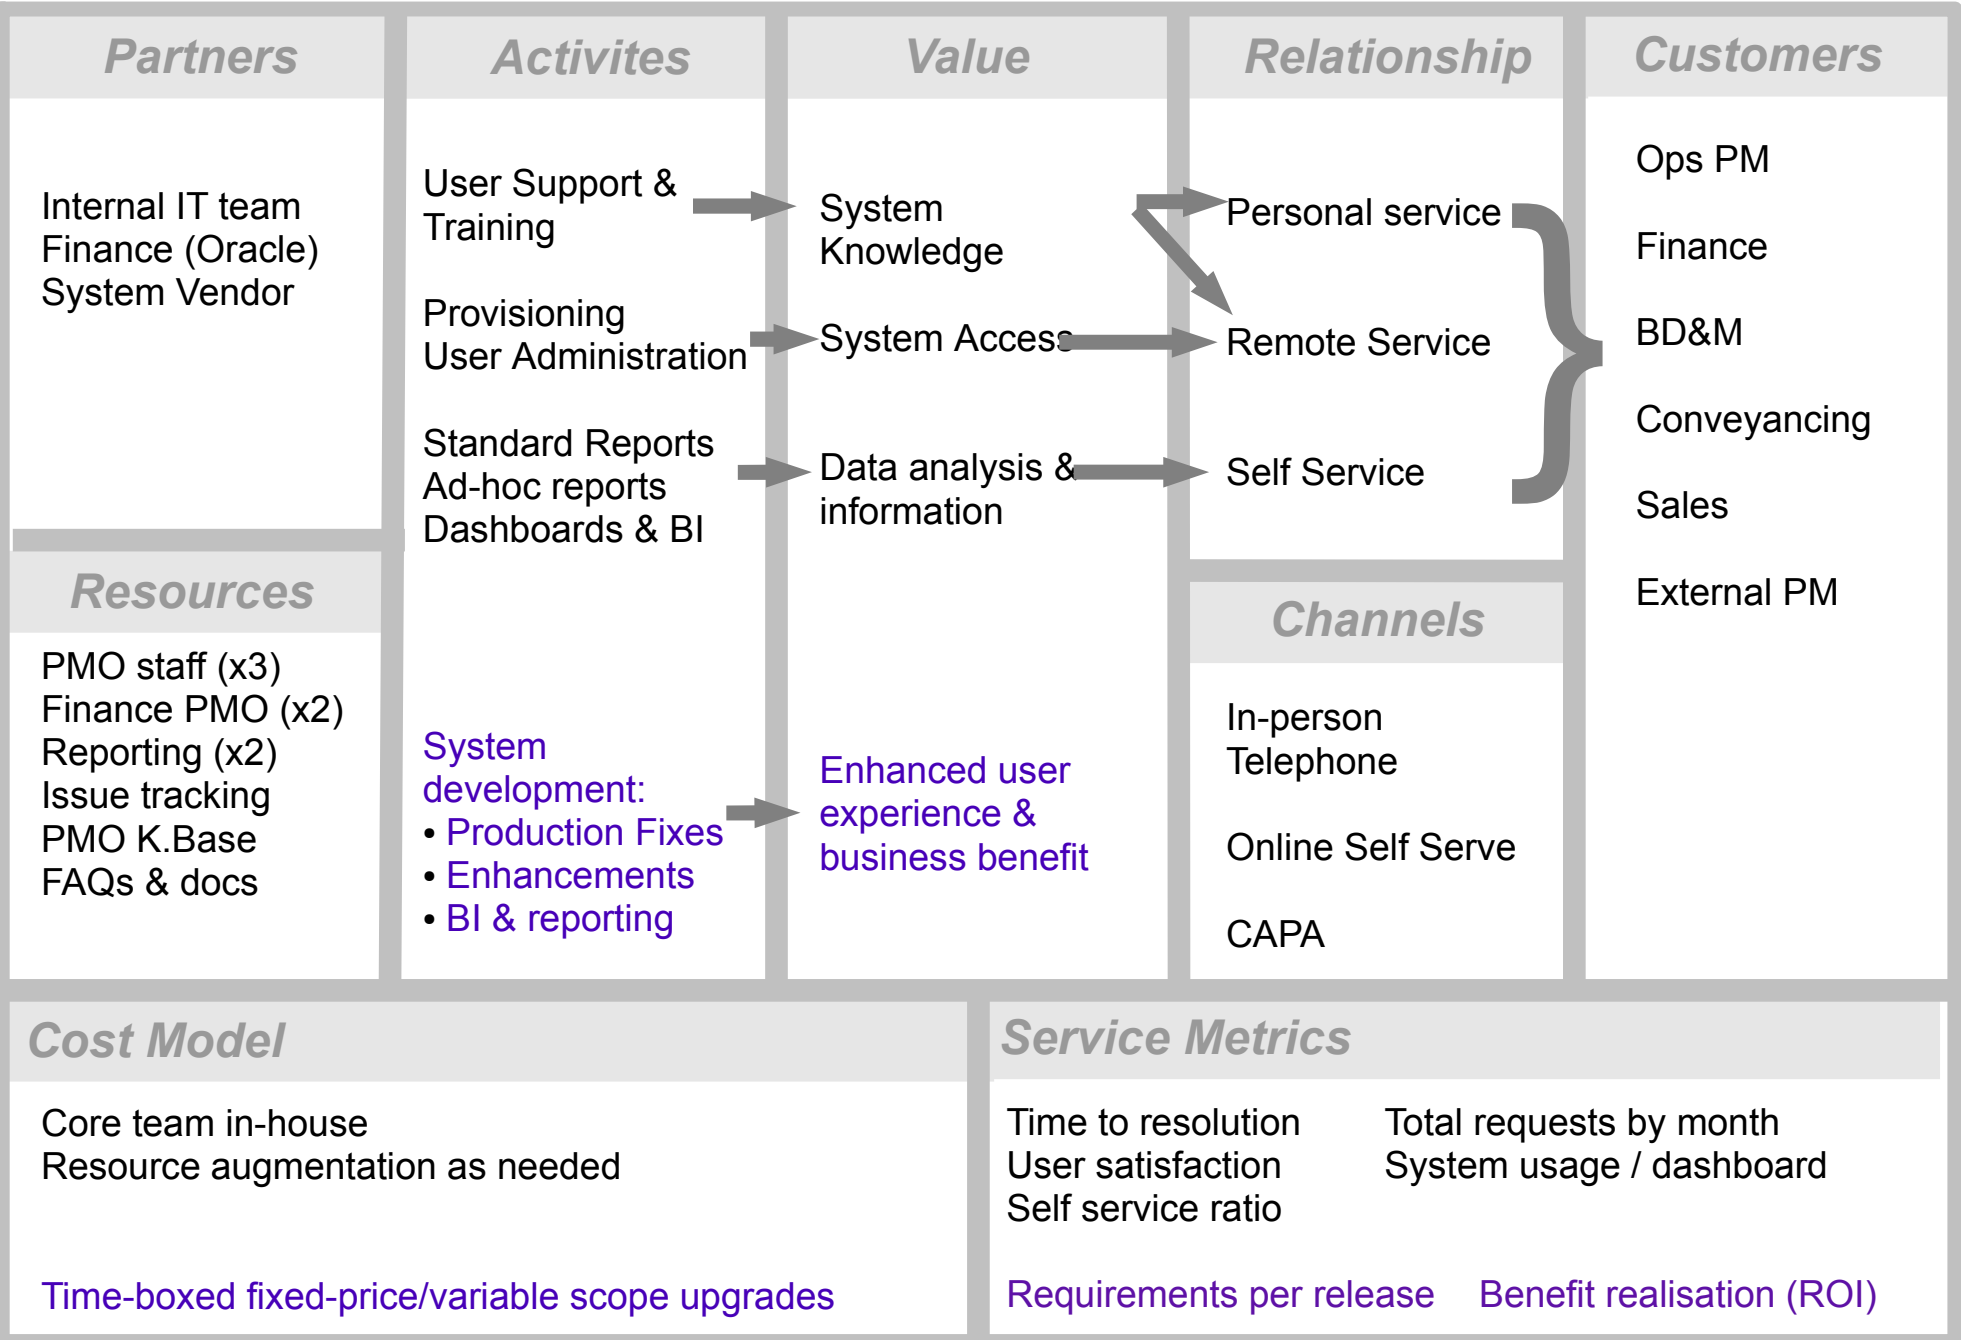 Partners
Internal IT team
Finance (Oracle)
System Vendor
Resources
PMO staff (x3)
Finance PMO (x2)
Reporting (x2)
Issue tracking
PMO K.Base
FAQs & docs
Activites
User Support &
Training
Provisioning
User Administration
Standard Reports
Ad-hoc reports
Dashboards & BI
System
development:
• Production Fixes
• Enhancements
• BI & reporting
Value
System
Knowledge
System Access
Data analysis &
information
Enhanced user
experience &
business benefit
Relationship
Personal service
Remote Service
Self Service
Channels
In-person
Telephone
Online Self Serve
CAPA
Customers
Ops PM
Finance
BD&M
Conveyancing
Sales
External PM
Cost Model
Core team in-house
Resource augmentation as needed
Time-boxed fixed-price/variable scope upgrades
Service Metrics
Time to resolution
User satisfaction
Self service ratio
Total requests by month
System usage / dashboard
Requirements per release
Benefit realisation (ROI)